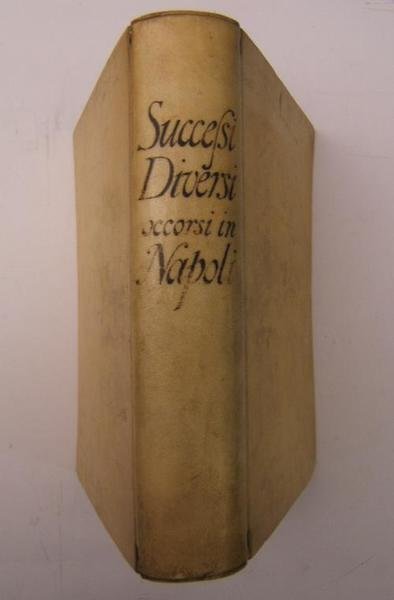 Succeſsi
Diversi
occorsi in
Napoli